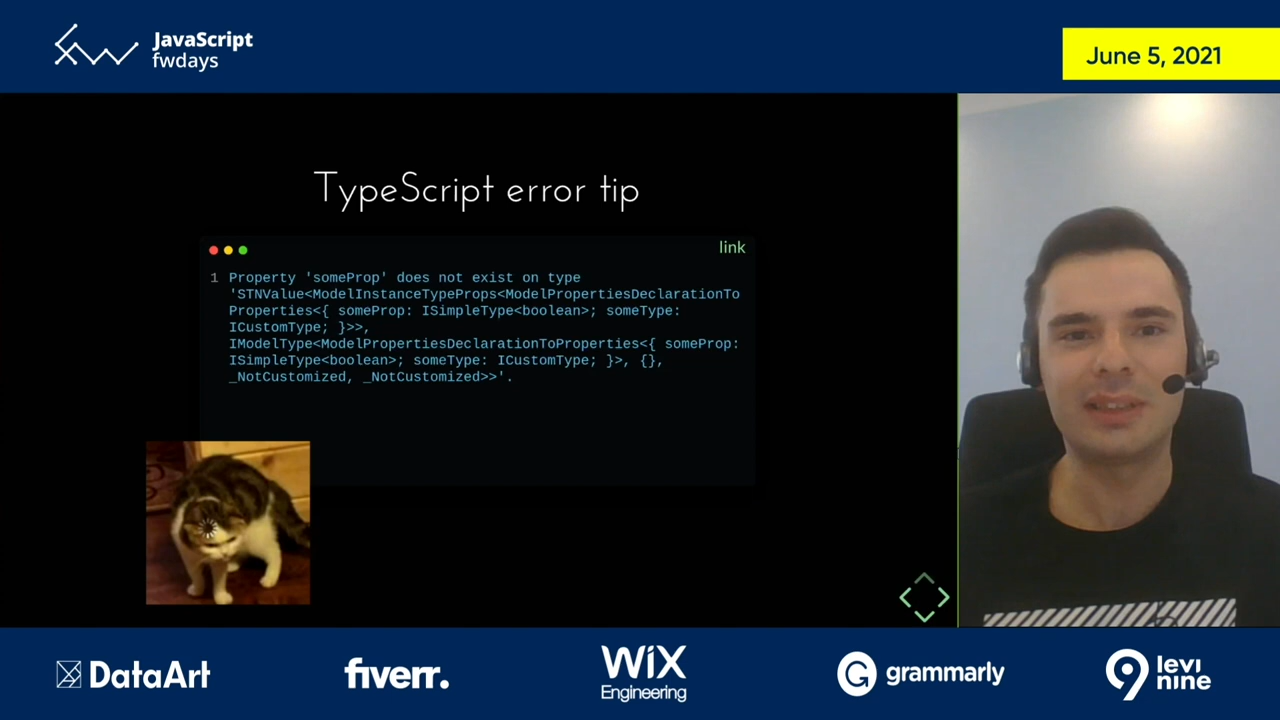 JavaScript
fwdays
June 5, 2021
TypeScript error tip
link
1 Property 'someProp' does not exist on type
'STNValue<ModelInstanceTypeProps<ModelPropertiesDeclarationTo
Properties<{ someProp: ISimpleType<boolean>; someType:
ICustomType; }>>,
IModelType<ModelPropertiesDeclarationToProperties<{ someProp:
ISimpleType<boolean>; someType: ICustomType; }>, {},
_NotCustomized, _NotCustomized>>'.
DataArt
fiverr.
WiX
Engineering
G grammarly
9 levi
nine